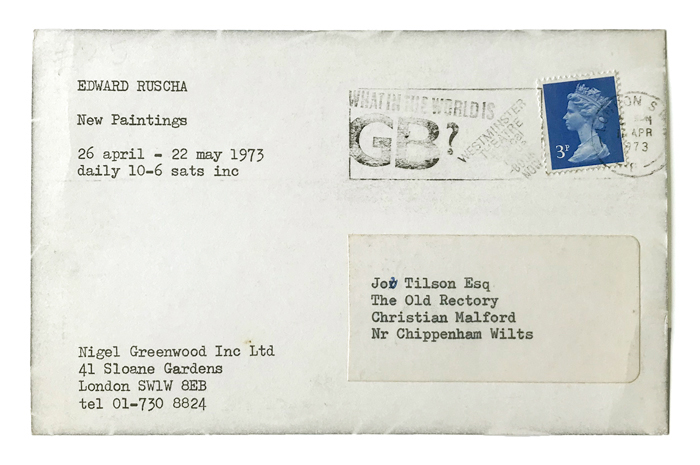 EDWARD RUSCHA
New Paintings
26 april - 22 may 1973
daily 10-6 sats inc
WHAT IN THE WORLD IS
GB?
WESTMINSTER
THEATRE
3P
APR
1973
Joe Tilson Esq
The Old Rectory
Christian Malford
Nr Chippenham Wilts
Nigel Greenwood Inc Ltd
41 Sloane Gardens
London SW1W 8EB
tel 01-730 8824